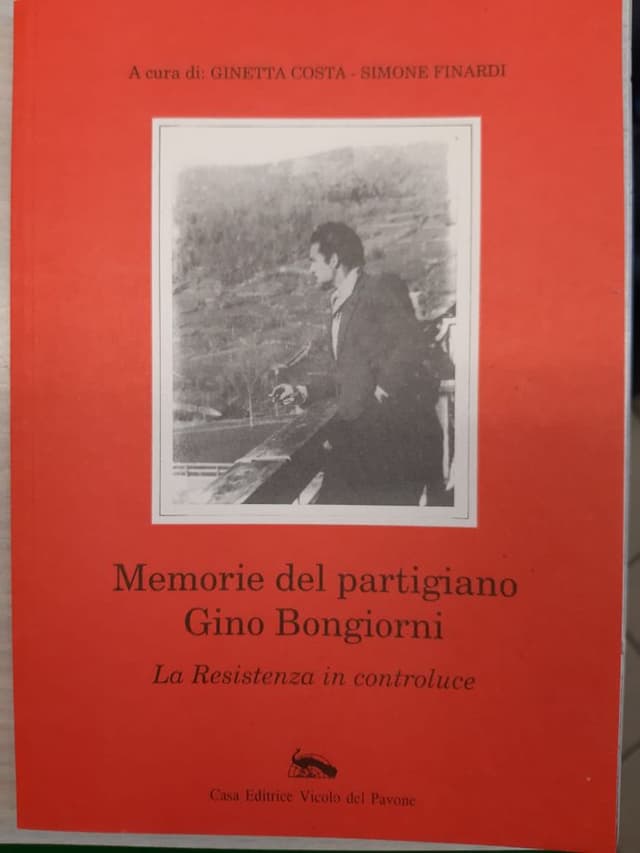 A cura di: GINETTA COSTA - SIMONE FINARDI
Memorie del partigiano
Gino Bongiorni
La Resistenza in controluce
Casa Editrice Vicolo del Pavone